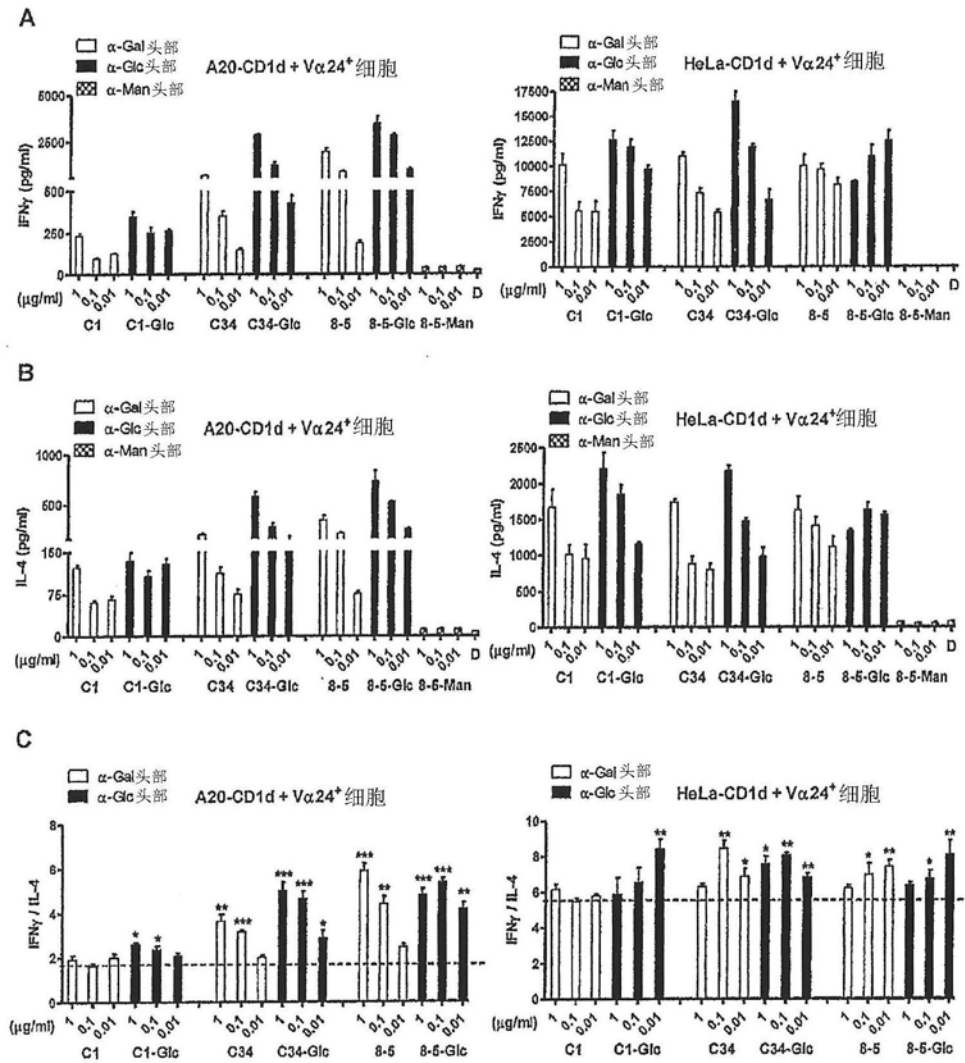 A
α-Gal头部
α-Glc头部
α-Man头部
A20-CD1d + Vα24⁺ 细胞
IFNγ (pg/ml)
5000
2500
600
250
0
(μg/ml)
1 0.1 0.01 1 0.1 0.01 1 0.1 0.01 1 0.1 0.01 1 0.1 0.01 1 0.1 0.01 1 0.1 0.01 D
C1 C1-Glc C34 C34-Glc 8-5 8-5-Glc 8-5-Man
α-Gal头部
α-Glc头部
α-Man头部
HeLa-CD1d + Vα24⁺ 细胞
IFNγ (pg/ml)
17500
15000
12500
10000
7500
5000
2500
0
1 0.1 0.01 1 0.1 0.01 1 0.1 0.01 1 0.1 0.01 1 0.1 0.01 1 0.1 0.01 1 0.1 0.01 D
C1 C1-Glc C34 C34-Glc 8-5 8-5-Glc 8-5-Man
B
α-Gal头部
α-Glc头部
α-Man头部
A20-CD1d + Vα24⁺ 细胞
IL-4 (pg/ml)
1000
500
150
75
0
(μg/ml)
1 0.1 0.01 1 0.1 0.01 1 0.1 0.01 1 0.1 0.01 1 0.1 0.01 1 0.1 0.01 1 0.1 0.01 D
C1 C1-Glc C34 C34-Glc 8-5 8-5-Glc 8-5-Man
α-Gal头部
α-Glc头部
α-Man头部
HeLa-CD1d + Vα24⁺ 细胞
IL-4 (pg/ml)
2500
2000
1500
1000
500
0
1 0.1 0.01 1 0.1 0.01 1 0.1 0.01 1 0.1 0.01 1 0.1 0.01 1 0.1 0.01 1 0.1 0.01 D
C1 C1-Glc C34 C34-Glc 8-5 8-5-Glc 8-5-Man
C
α-Gal头部
α-Glc头部
A20-CD1d + Vα24⁺ 细胞
IFNγ / IL-4
8
6
4
2
0
* * ** *** *** *** * *** ** *** *** **
(μg/ml)
1 0.1 0.01 1 0.1 0.01 1 0.1 0.01 1 0.1 0.01 1 0.1 0.01 1 0.1 0.01
C1 C1-Glc C34 C34-Glc 8-5 8-5-Glc
α-Gal头部
α-Glc头部
HeLa-CD1d + Vα24⁺ 细胞
IFNγ / IL-4
10
8
6
4
2
0
** ** * * ** ** * ** * **
(μg/ml)
1 0.1 0.01 1 0.1 0.01 1 0.1 0.01 1 0.1 0.01 1 0.1 0.01 1 0.1 0.01
C1 C1-Glc C34 C34-Glc 8-5 8-5-Glc